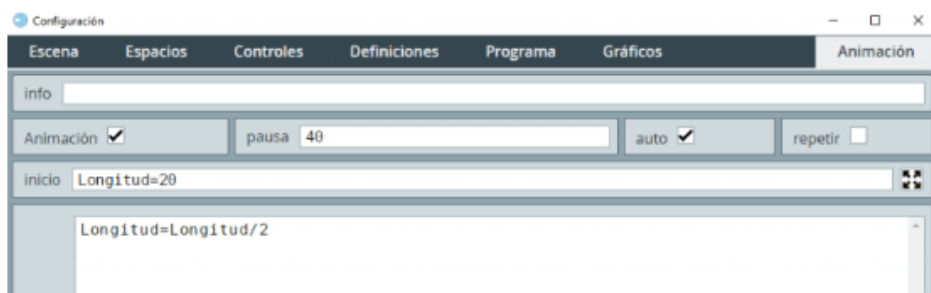 Configuración
Escena Espacios Controles Definiciones Programa Gráficos Animación
info
Animación pausa 40 auto repetir
inicio Longitud=20
Longitud=Longitud/2